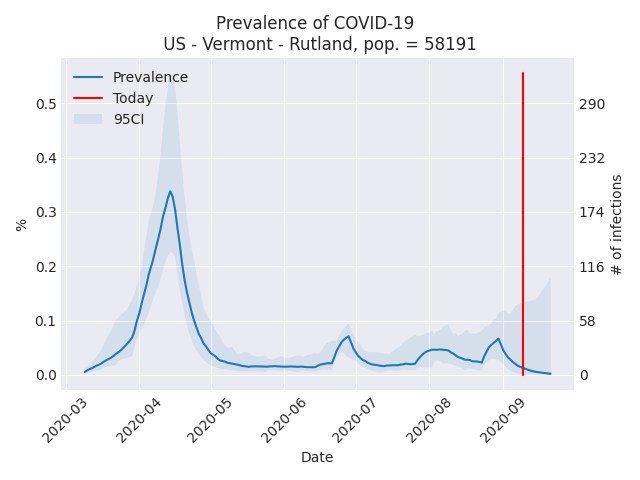 Prevalence of COVID-19
US - Vermont - Rutland, pop. = 58191
Prevalence
Today
95CI
0.5
0.4
0.3
0.2
0.1
0.0
%
290
232
174
116
58
0
# of infections
2020-03
2020-04
2020-05
2020-06
2020-07
2020-08
2020-09
Date